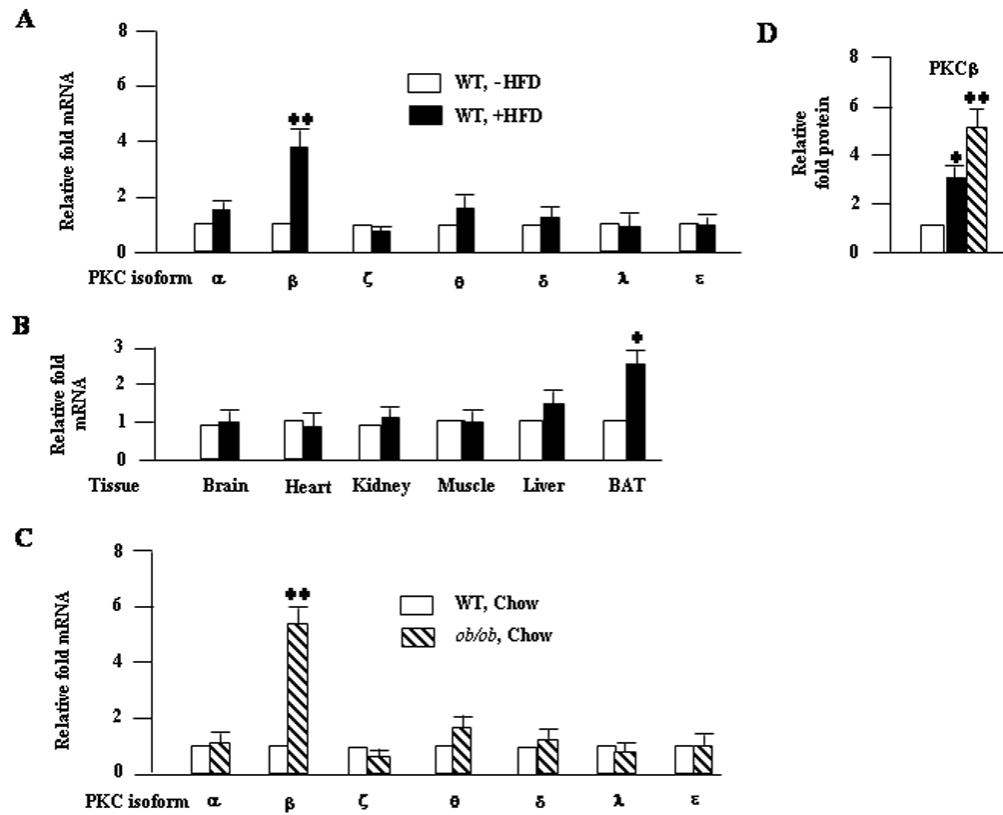 A
Relative fold mRNA
8
6
4
2
0
WT, -HFD
WT, +HFD
✦✦
PKC isoform α β ζ θ δ λ ε
D
Relative
fold protein
8
6
4
2
0
PKCβ
✦
✦✦
B
Relative fold
mRNA
3
2
1
0
✦
Tissue Brain Heart Kidney Muscle Liver BAT
C
Relative fold mRNA
8
6
4
2
0
✦✦
WT, Chow
ob/ob, Chow
PKC isoform α β ζ θ δ λ ε